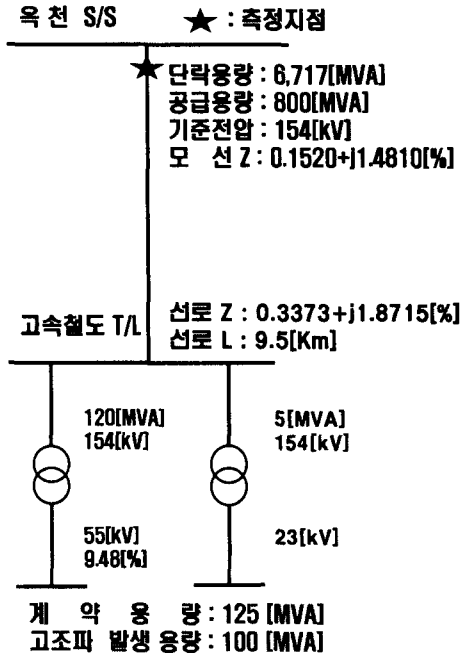 옥천 S/S ★ : 측정지점
단락용량 : 6,717[MVA]
공급용량 : 800[MVA]
기준전압 : 154[kV]
모 선 Z : 0.1520+j1.4810[%]
고속철도 T/L
선로 Z : 0.3373+j1.8715[%]
선로 L : 9.5[Km]
120[MVA]
154[kV]
5[MVA]
154[kV]
55[kV]
9.48[%]
23[kV]
계 약 용 량 : 125 [MVA]
고조파 발생 용량 : 100 [MVA]